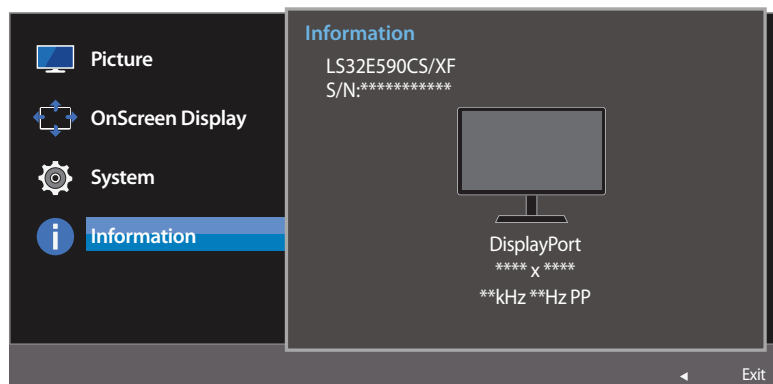 Picture
OnScreen Display
System
Information
Information
LS32E590CS/XF
S/N:***********
DisplayPort
**** x ****
**kHz **Hz PP
Exit